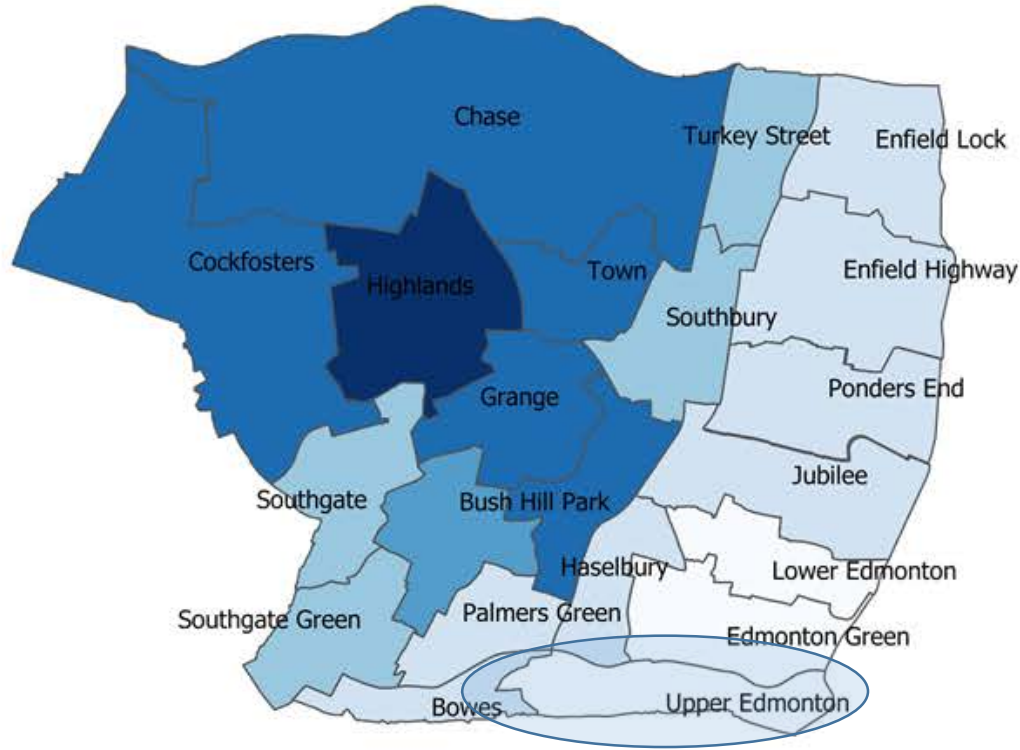 Chase
Turkey Street
Enfield Lock
Cockfosters
Highlands
Town
Enfield Highway
Southbury
Grange
Ponders End
Jubilee
Southgate
Bush Hill Park
Haselbury
Lower Edmonton
Southgate Green
Palmers Green
Edmonton Green
Bowes
Upper Edmonton